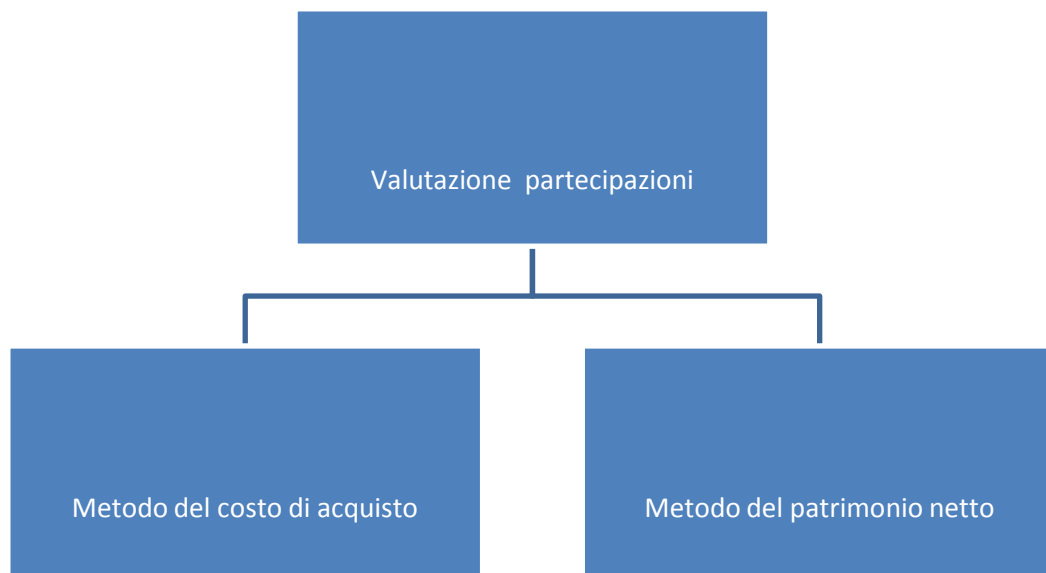 Valutazione partecipazioni
Metodo del costo di acquisto
Metodo del patrimonio netto